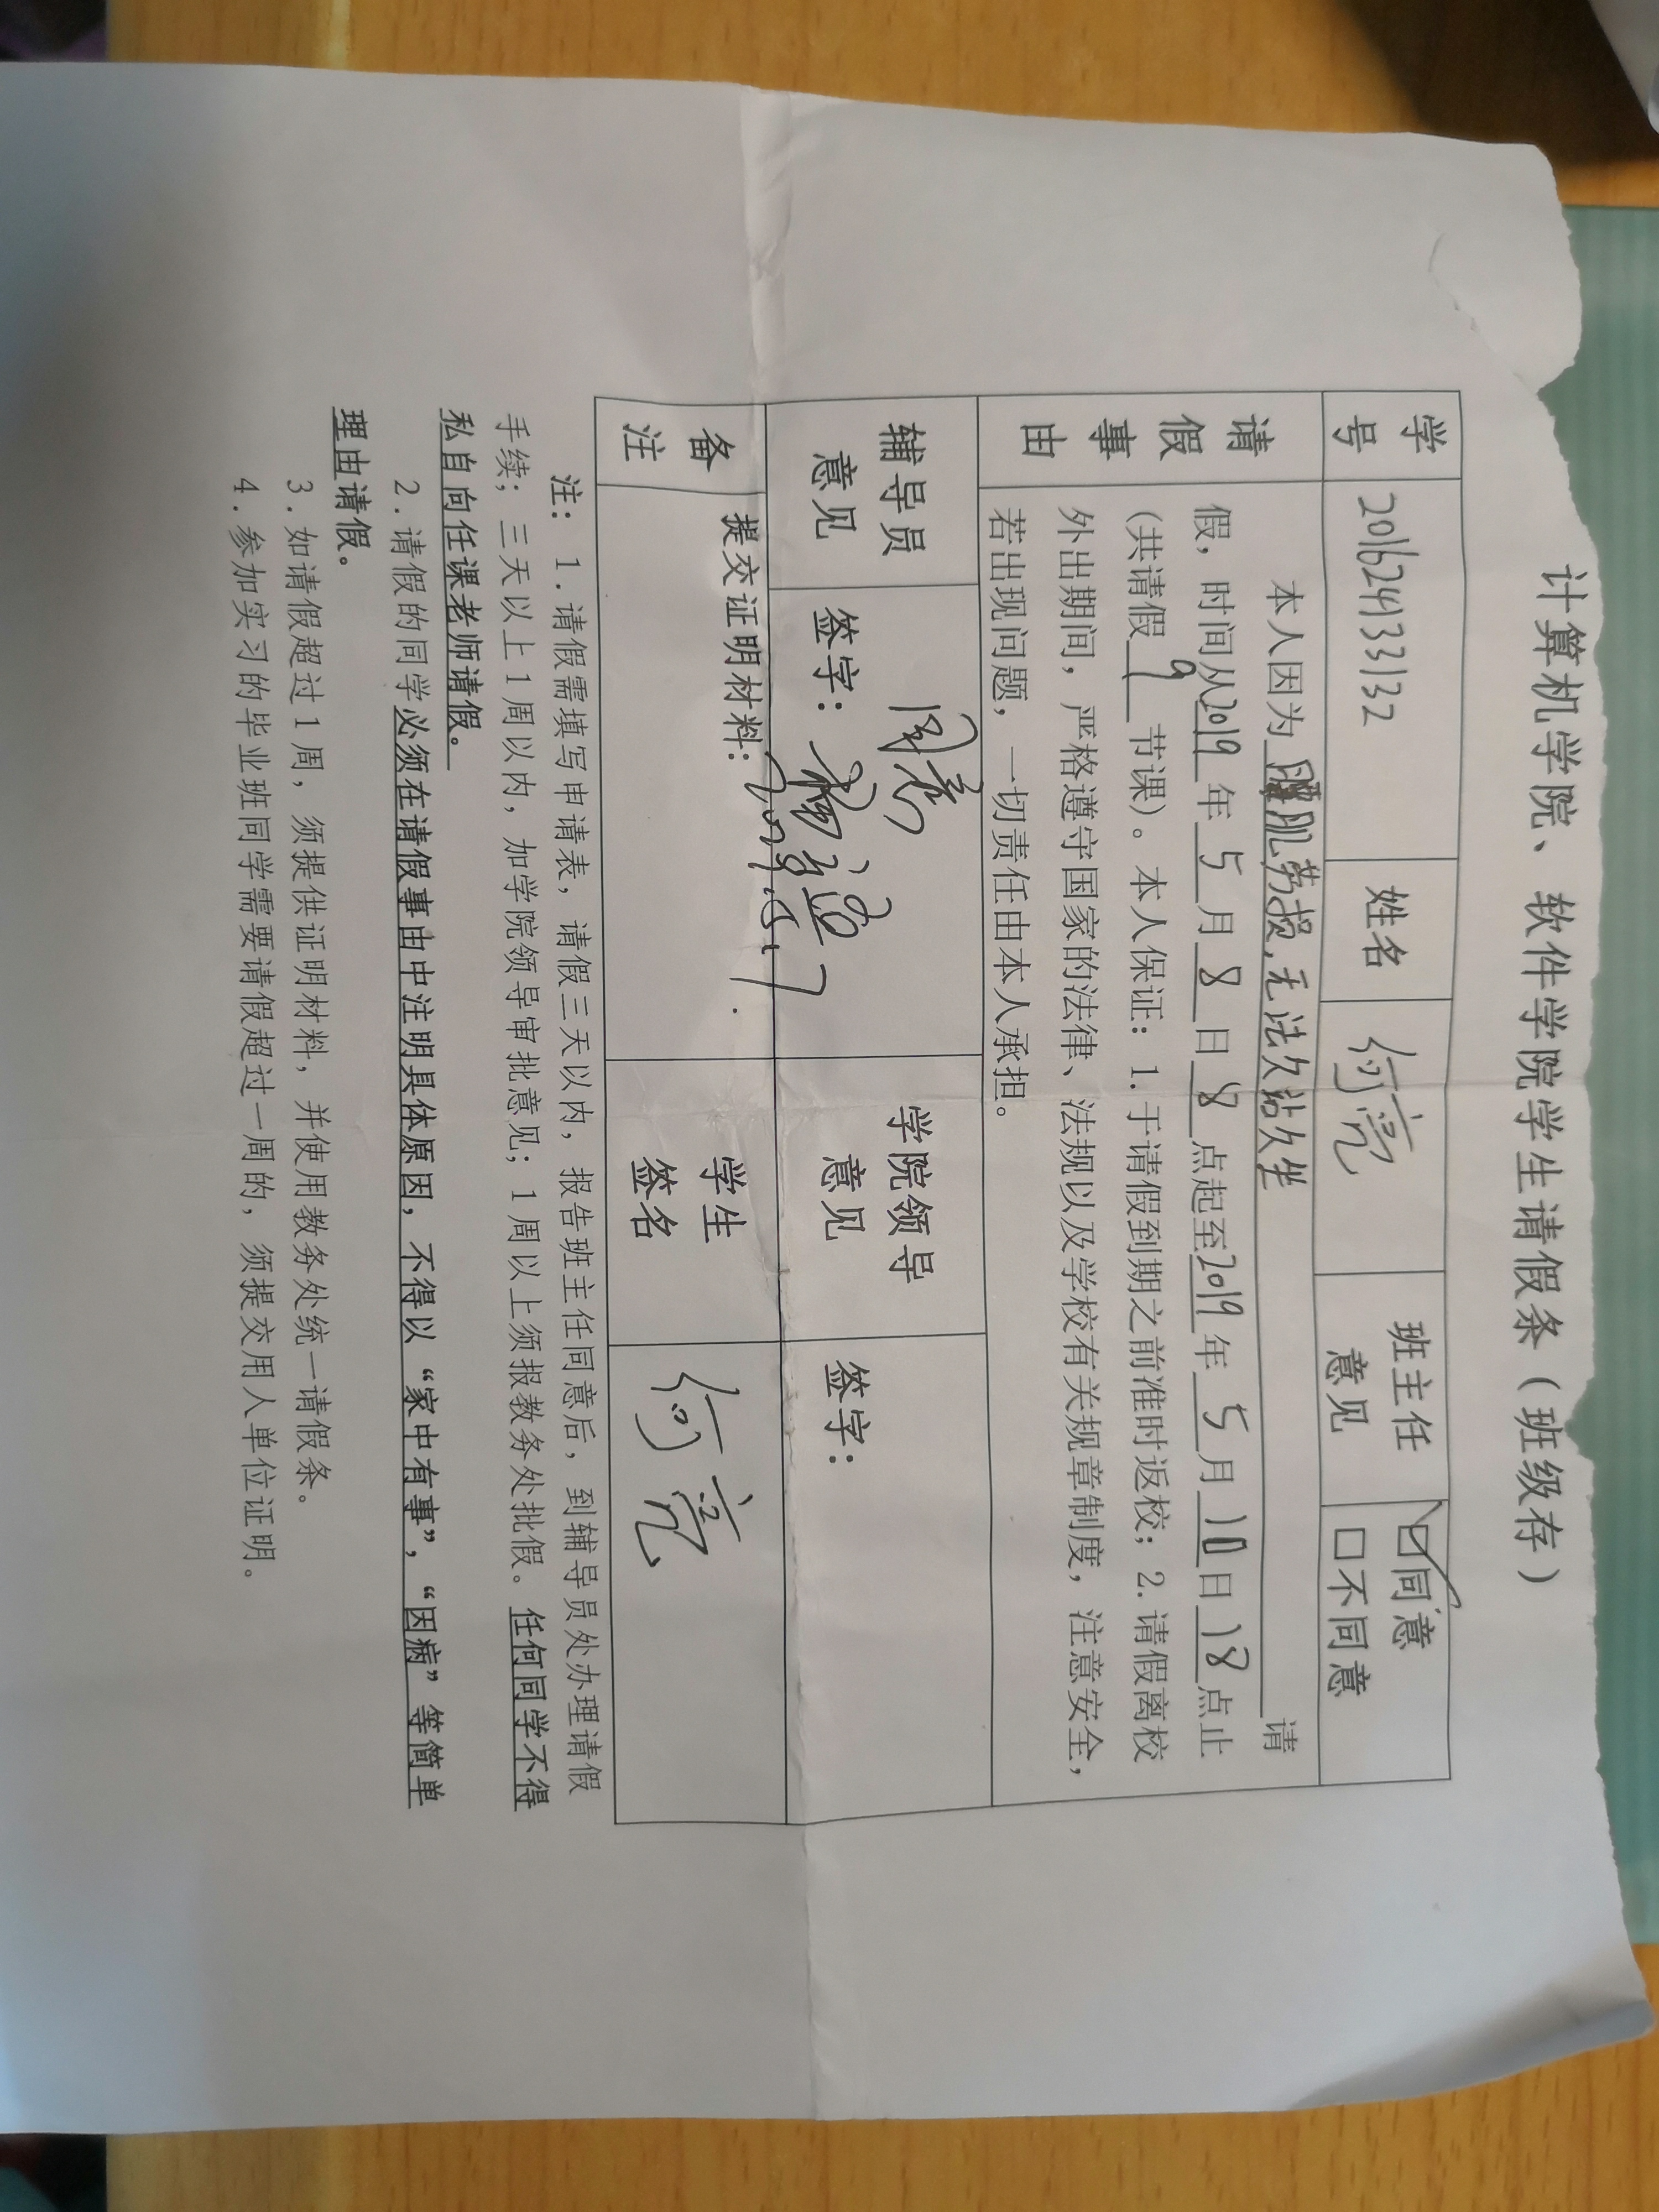 计算机学院、软件学院学生请假条（班级存）
学号 2016241333132 姓名 何亮 班主任意见 ☑同意 □不同意
请假事由
本人因为腰肌劳损，无法久站久坐请
假，时间从2019年5月8日8点起至2019年5月10日18点止
(共请假9节课)。本人保证：1.于请假到期之前准时返校；2.请假离校
外出期间，严格遵守国家的法律、法规以及学校有关规章制度，注意安全，
若出现问题，一切责任由本人承担。
辅导员意见 同意 签字： 2019.5.7 学院领导意见 签字：
备注 提交证明材料： 学生签名 何亮
注：1.请假需填写申请表，请假三天以内，报告班主任同意后，到辅导员处办理请假
手续；三天以上1周以内，加学院领导审批意见；1周以上须报教务处批假。任何同学不得
私自向任课老师请假。
2.请假的同学必须在请假事由中注明具体原因，不得以“家中有事”，“因病”等简单
理由请假。
3.如请假超过1周，须提供证明材料，并使用教务处统一请假条。
4.参加实习的毕业班同学需要请假超过一周的，须提交用人单位证明。